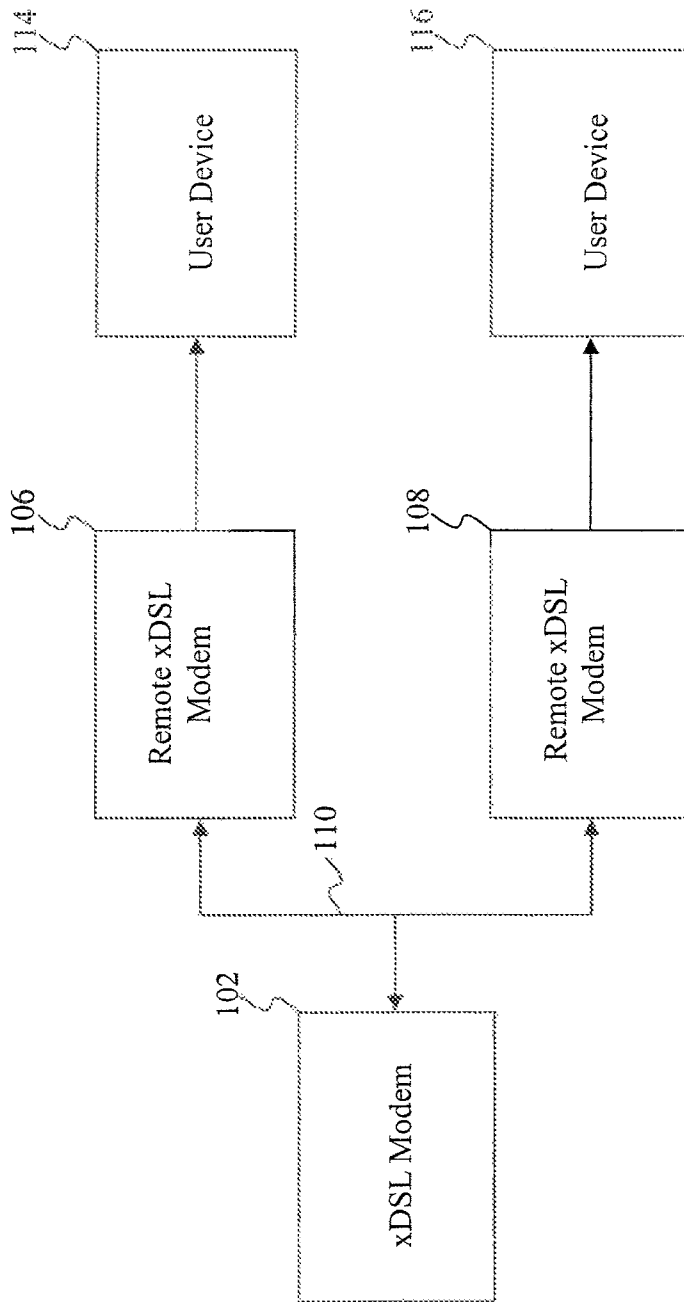 102
xDSL Modem
110
106
Remote xDSL
Modem
114
User Device
108
Remote xDSL
Modem
116
User Device